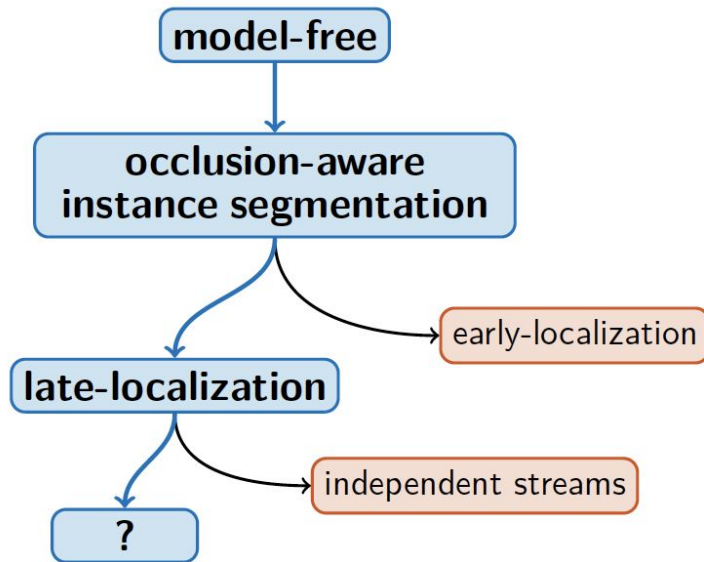 model-free
occlusion-aware
instance segmentation
early-localization
late-localization
independent streams
?